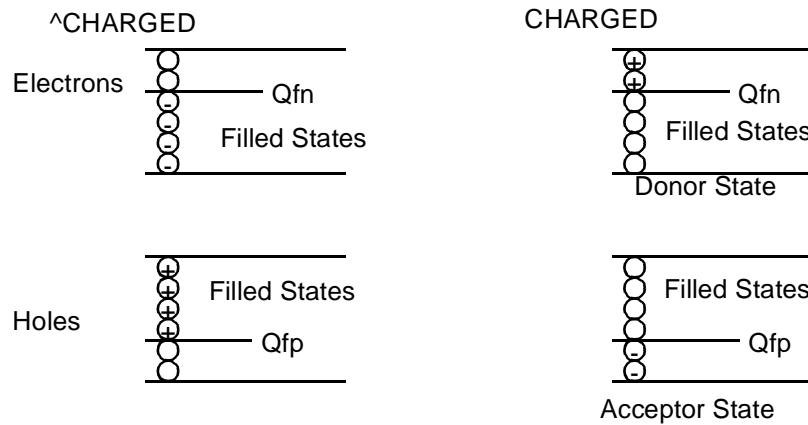 ^CHARGED
CHARGED
Electrons
Qfn
Qfn
Filled States
Filled States
Donor State
Filled States
Filled States
Holes
Qfp
Qfp
Acceptor State